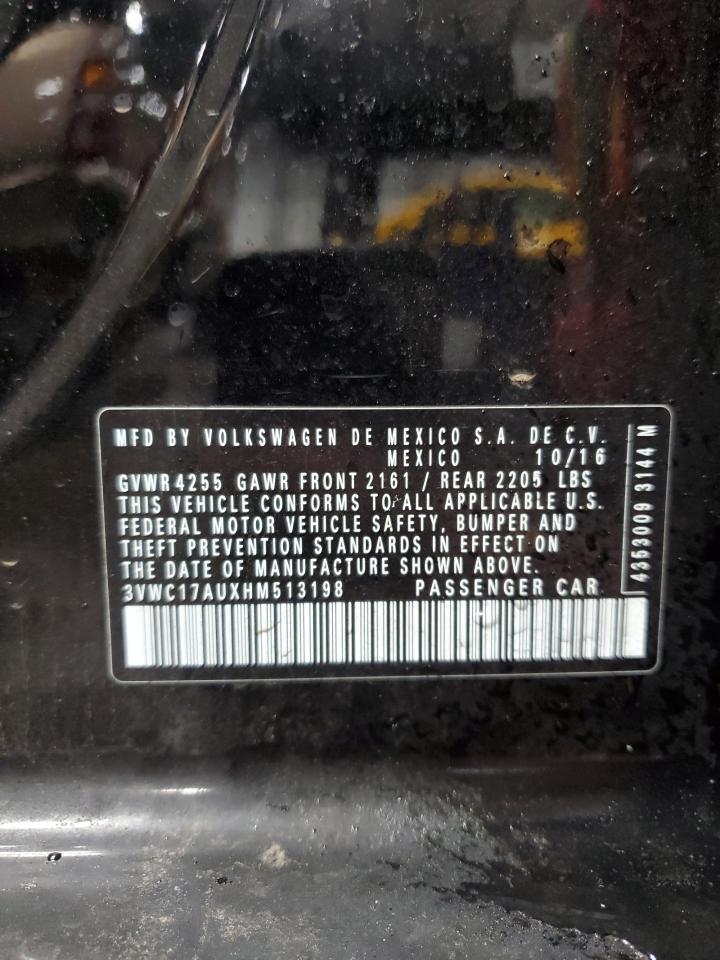 MFD BY VOLKSWAGEN DE MEXICO S.A. DE C.V.
MEXICO 10/16
GVWR 4255 GAWR FRONT 2161 / REAR 2205 LBS
THIS VEHICLE CONFORMS TO ALL APPLICABLE U.S.
FEDERAL MOTOR VEHICLE SAFETY, BUMPER AND
THEFT PREVENTION STANDARDS IN EFFECT ON
THE DATE OF MANUFACTURE SHOWN ABOVE.
3VWC17AUXHM513198 PASSENGER CAR
4353009 3144 M